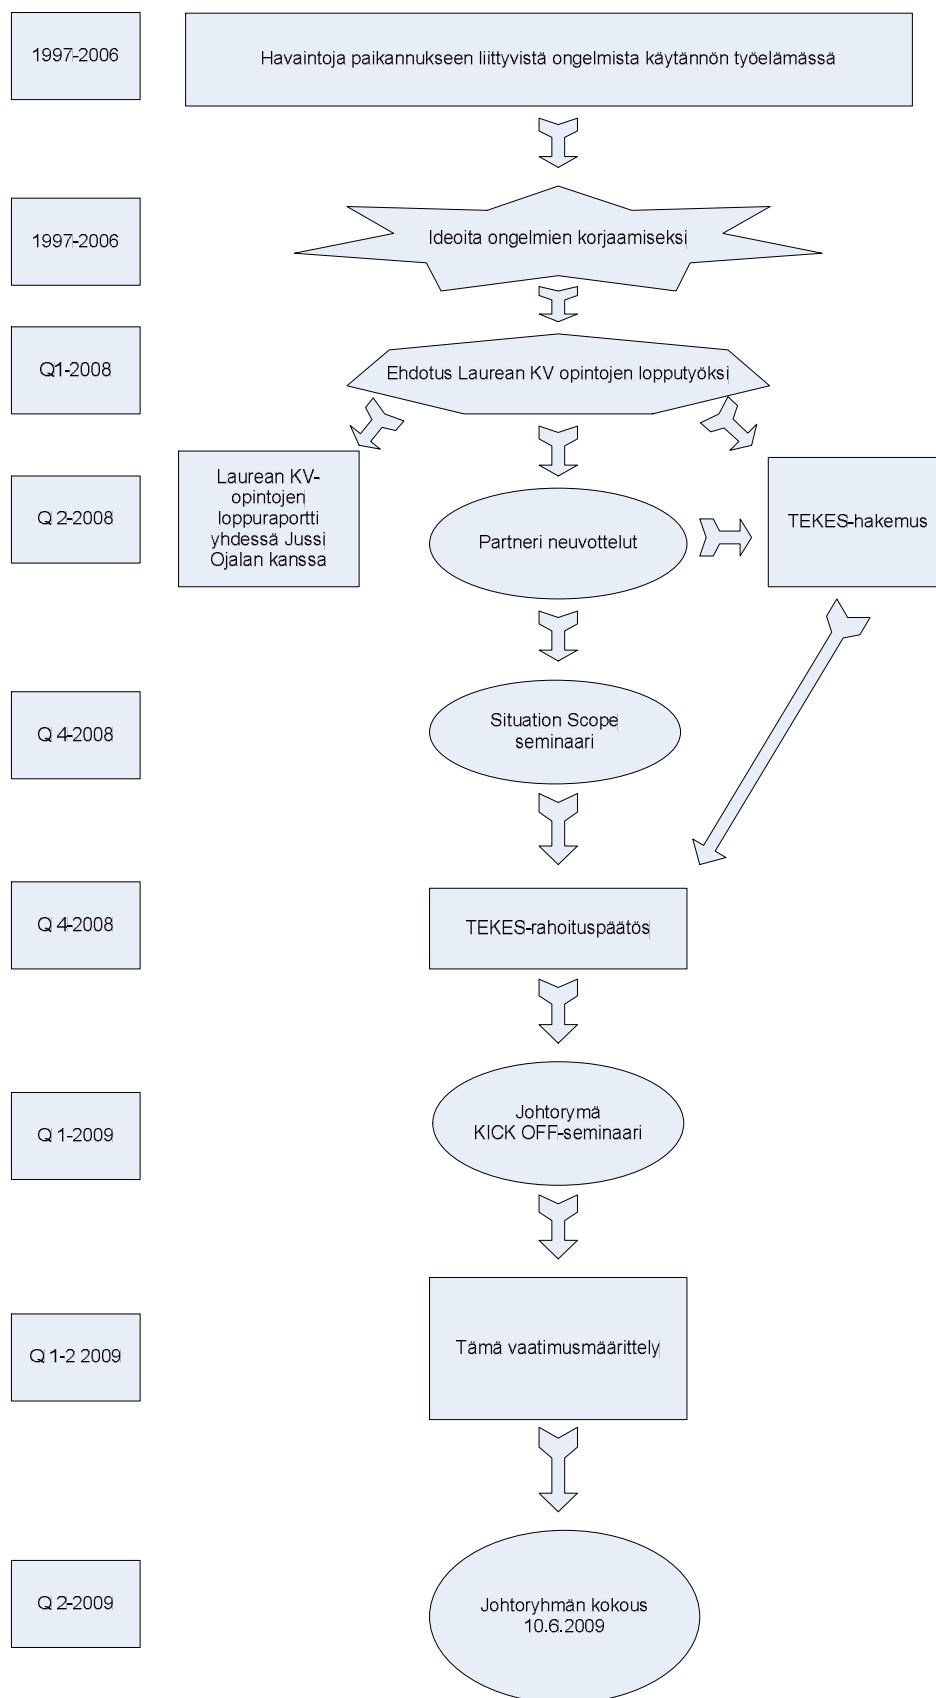 1997-2006
Havaintoja paikannukseen liittyvistä ongelmista käytännön työelämässä
1997-2006
Ideoita ongelmien korjaamiseksi
Q1-2008
Ehdotus Laurean KV opintojen lopputyöksi
Q 2-2008
Laurean KV-
opintojen
loppuraportti
yhdessä Jussi
Ojalan kanssa
Partneri neuvottelut
TEKES-hakemus
Q 4-2008
Situation Scope
seminaari
Q 4-2008
TEKES-rahoituspäätös
Q 1-2009
Johtorymä
KICK OFF-seminaari
Q 1-2 2009
Tämä vaatimusmäärittely
Q 2-2009
Johtoryhmän kokous
10.6.2009